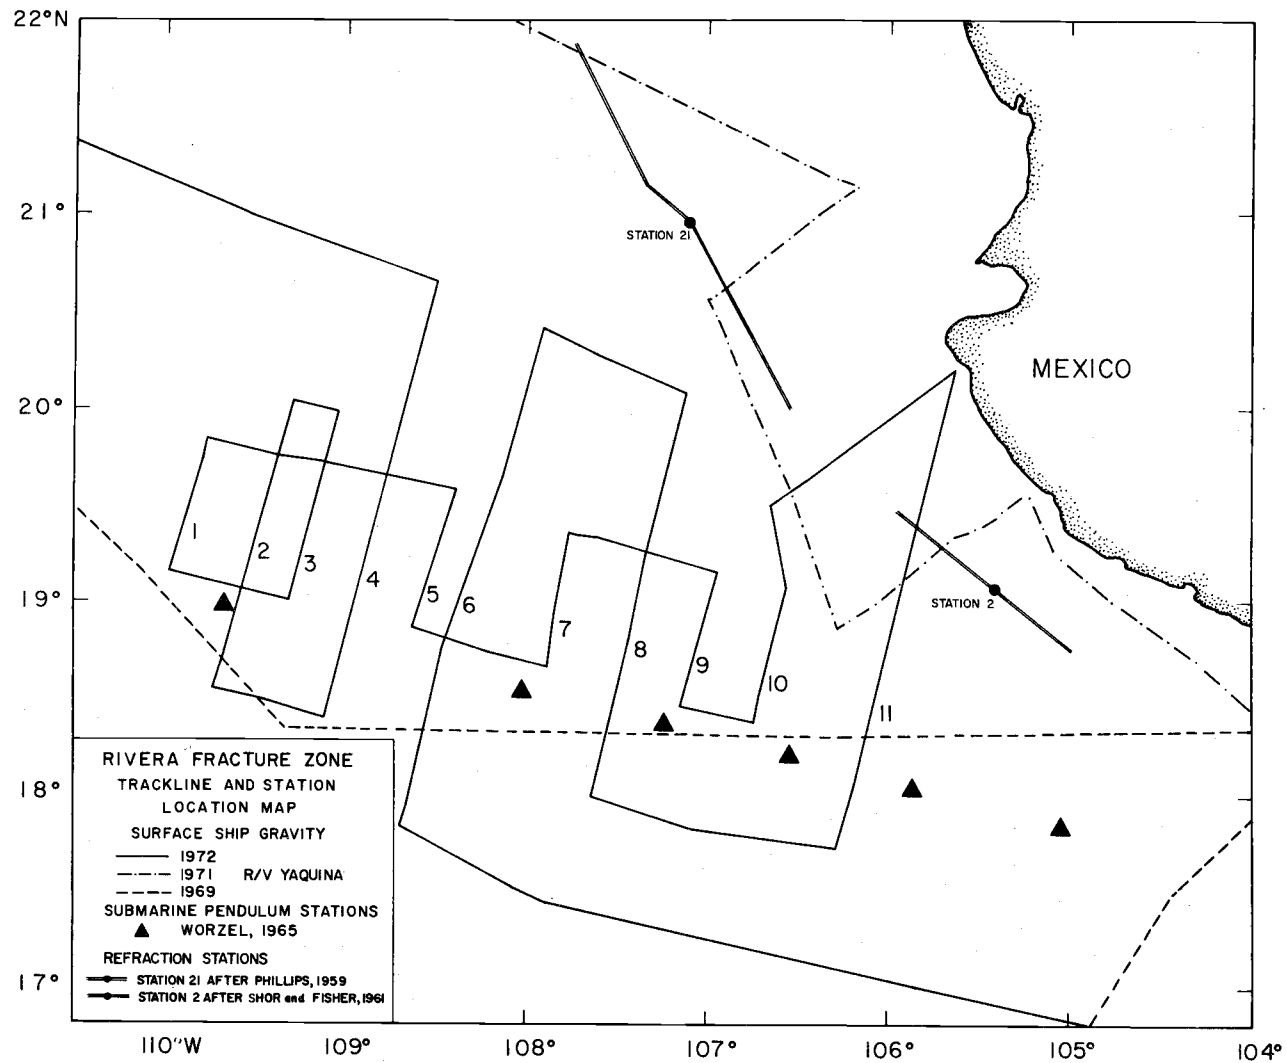 22°N
21°
STATION 21
MEXICO
20°
1
2
3
4
5
6
7
8
9
10
11
19°
STATION 2
18°
17°
RIVERA FRACTURE ZONE
TRACKLINE AND STATION
LOCATION MAP
SURFACE SHIP GRAVITY
1972
1971 R/V YAQUINA
1969
SUBMARINE PENDULUM STATIONS
WORZEL, 1965
REFRACTION STATIONS
STATION 21 AFTER PHILLIPS, 1959
STATION 2 AFTER SHOR and FISHER, 1961
110°W 109° 108° 107° 106° 105° 104°